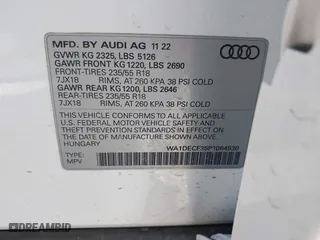 MFD. BY AUDI AG 11 22
GVWR KG 2325, LBS 5126
GAWR FRONT KG 1220, LBS 2690
FRONT-TIRES 235/55 R18
7JX18 RIMS, AT 260 KPA 38 PSI COLD
GAWR REAR KG1200, LBS 2646
REAR-TIRES 235/55 R18
7JX18 RIMS, AT 260 KPA 38 PSI COLD
THIS VEHICLE CONFORMS TO ALL APPLICABLE
U.S. FEDERAL MOTOR VEHICLE SAFETY AND
THEFT PREVENTION STANDARDS IN EFFECT ON
THE DATE OF MANUFACTURE SHOWN ABOVE.
HUNGARY
TYPE:
MPV
DREAMBID